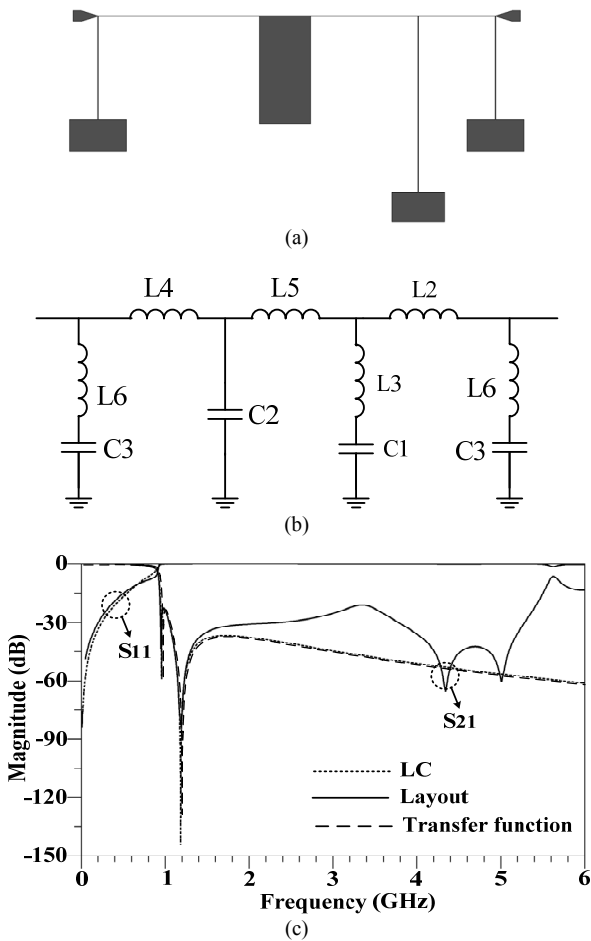 (a)
L4 L5 L2
L6 C3 C2 L3 C1 L6 C3
(b)
Magnitude (dB)
0
-30
-60
-90
-120
-150
S11
S21
LC
Layout
Transfer function
0 1 2 3 4 5 6
Frequency (GHz)
(c)